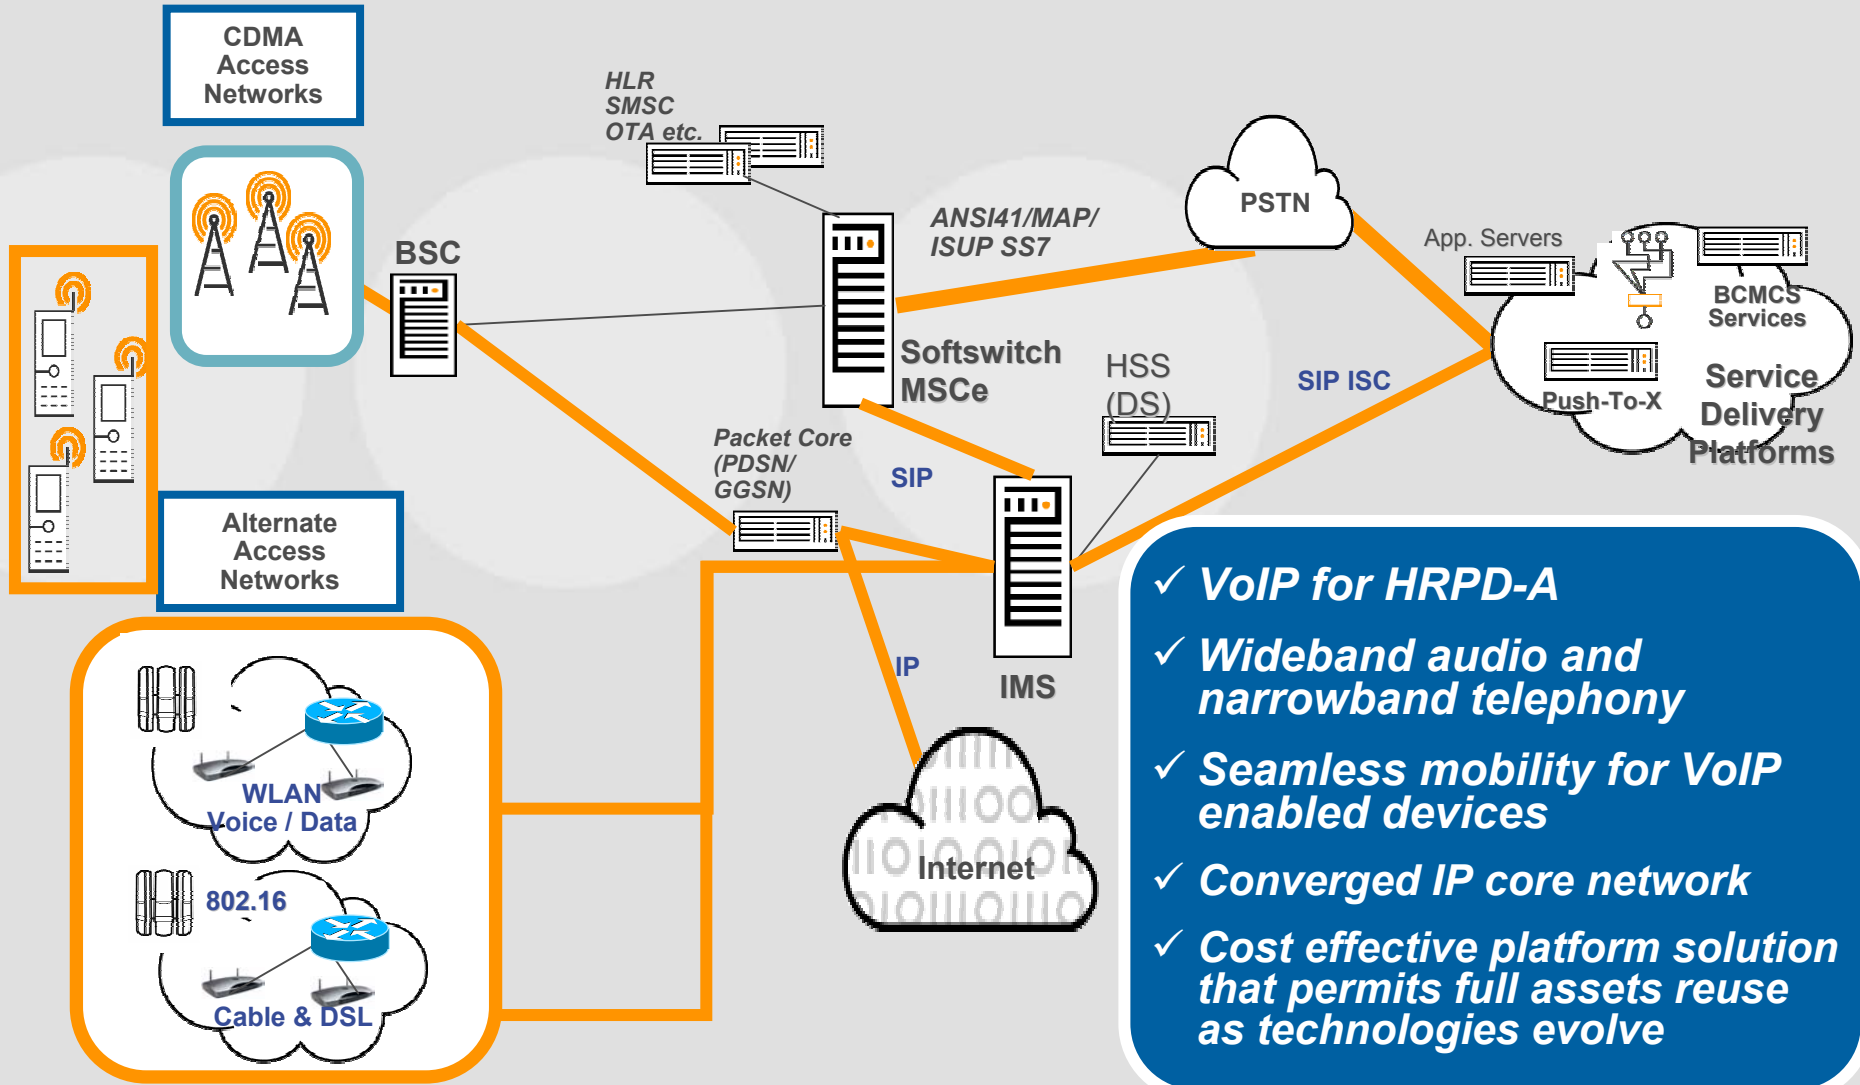 CDMA
Access
Networks
HLR
SMSC
OTA etc.
BSC
ANSI41/MAP/
ISUP SS7
PSTN
App. Servers
BCMCS
Services
Softswitch
MSCe
HSS
(DS)
SIP ISC
Push-To-X
Service
Delivery
Platforms
Packet Core
(PDSN/
GGSN)
SIP
Alternate
Access
Networks
IP
IMS
WLAN
Voice / Data
802.16
Cable & DSL
Internet
✓ VoIP for HRPD-A
✓ Wideband audio and
narrowband telephony
✓ Seamless mobility for VoIP
enabled devices
✓ Converged IP core network
✓ Cost effective platform solution
that permits full assets reuse
as technologies evolve